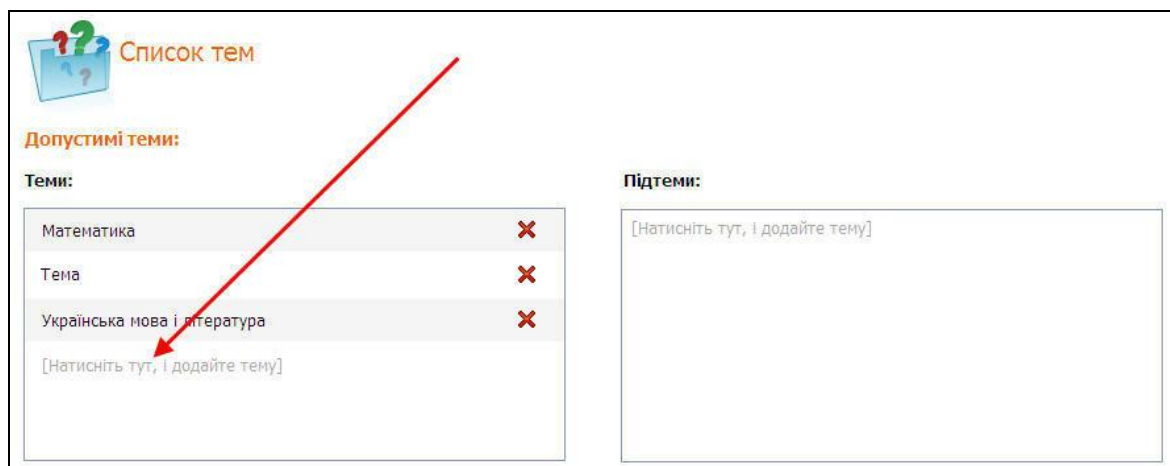 Список тем
Допустимі теми:
Теми:
Математика
Тема
Українська мова і література
[Натисніть тут, і додайте тему]
Підтеми:
[Натисніть тут, і додайте тему]